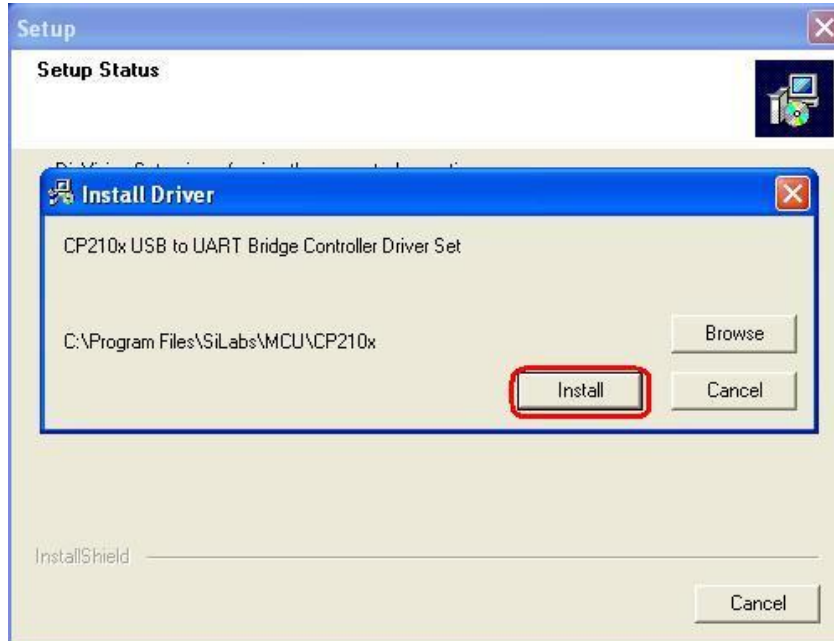 Setup
Setup Status
Install Driver
CP210x USB to UART Bridge Controller Driver Set
C:\Program Files\SiLabs\MCU\CP210x
Browse
Install
Cancel
InstallShield
Cancel